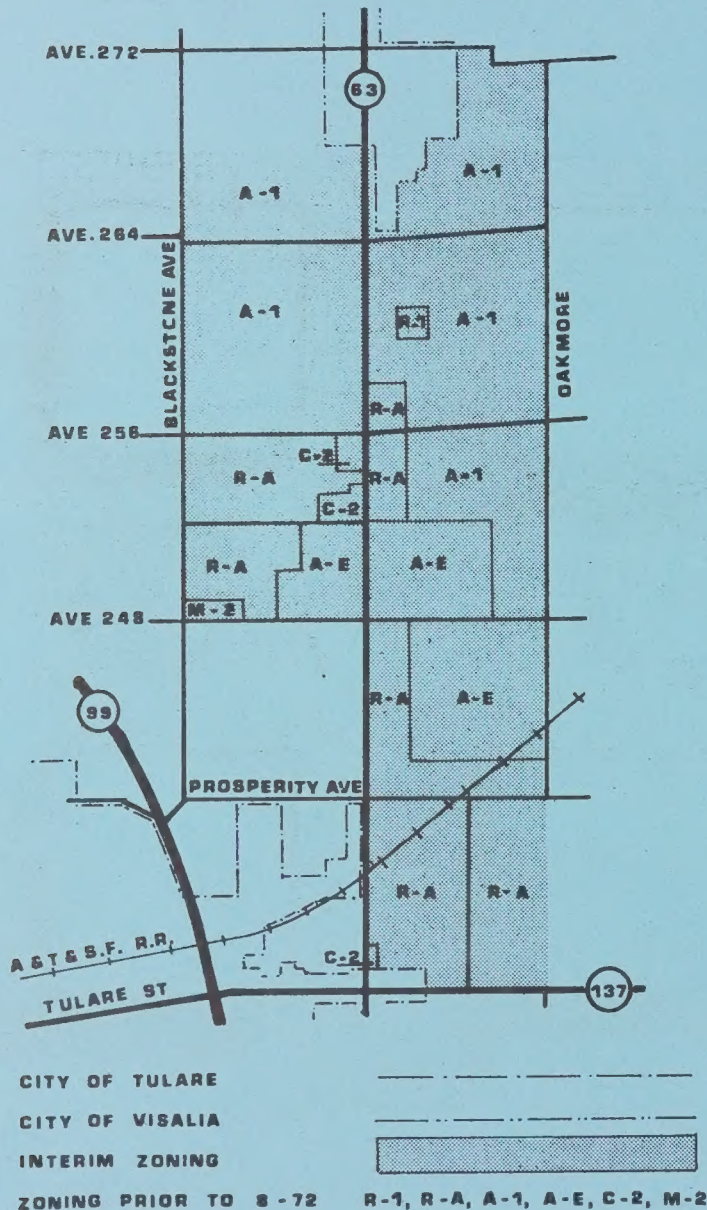 AVE.272
63
A-1
A-1
AVE.264
BLACKSTCNE AVE
A-1
R-1
A-1
OAKMORE
R-A
AVE 256
C-2
R-A
R-A
A-1
C-2
R-A
A-E
A-E
M-2
AVE 248
99
R-A
A-E
PROSPERITY AVE
R-A
R-A
A & T & S.F. R.R.
C-2
TULARE ST
137
CITY OF TULARE
CITY OF VISALIA
INTERIM ZONING
ZONING PRIOR TO 8-72 R-1, R-A, A-1, A-E, C-2, M-2